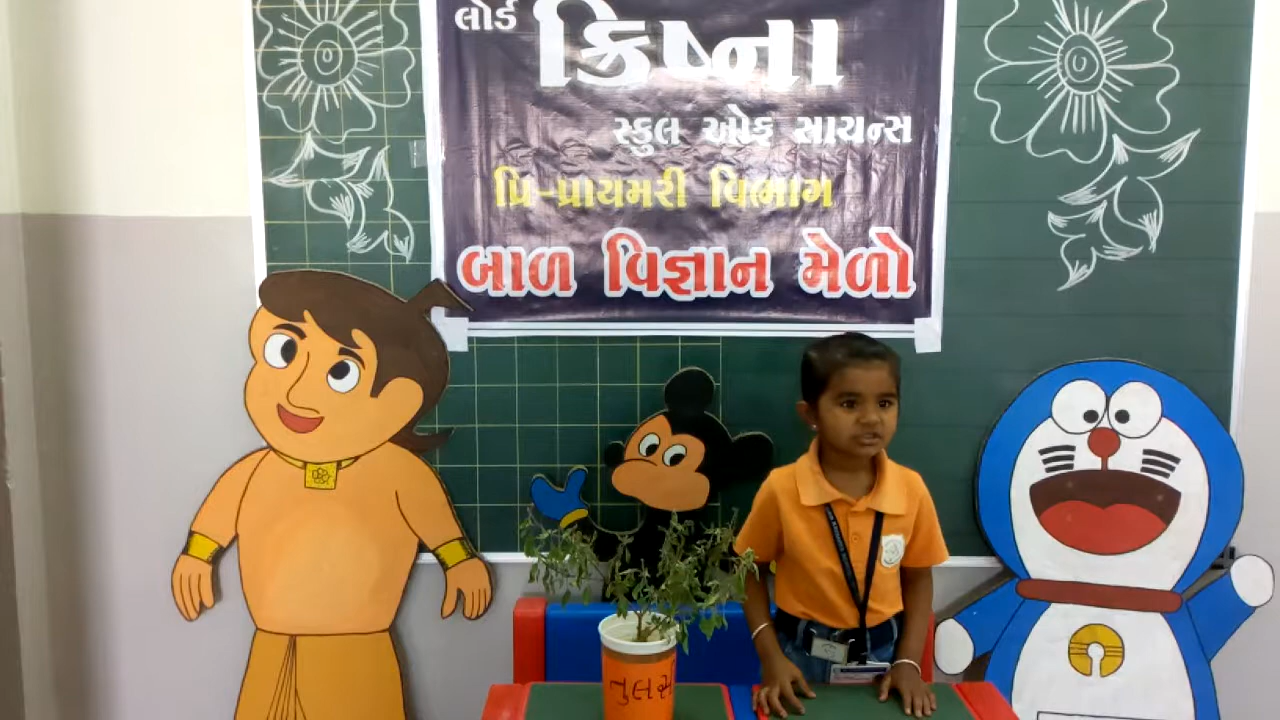 લોર્ડ ક્રિષ્ના
સ્કુલ ઓફ સાયન્સ
પ્રિ-પ્રાયમરી વિભાગ
બાળ વિજ્ઞાન મેળો
તુલસી